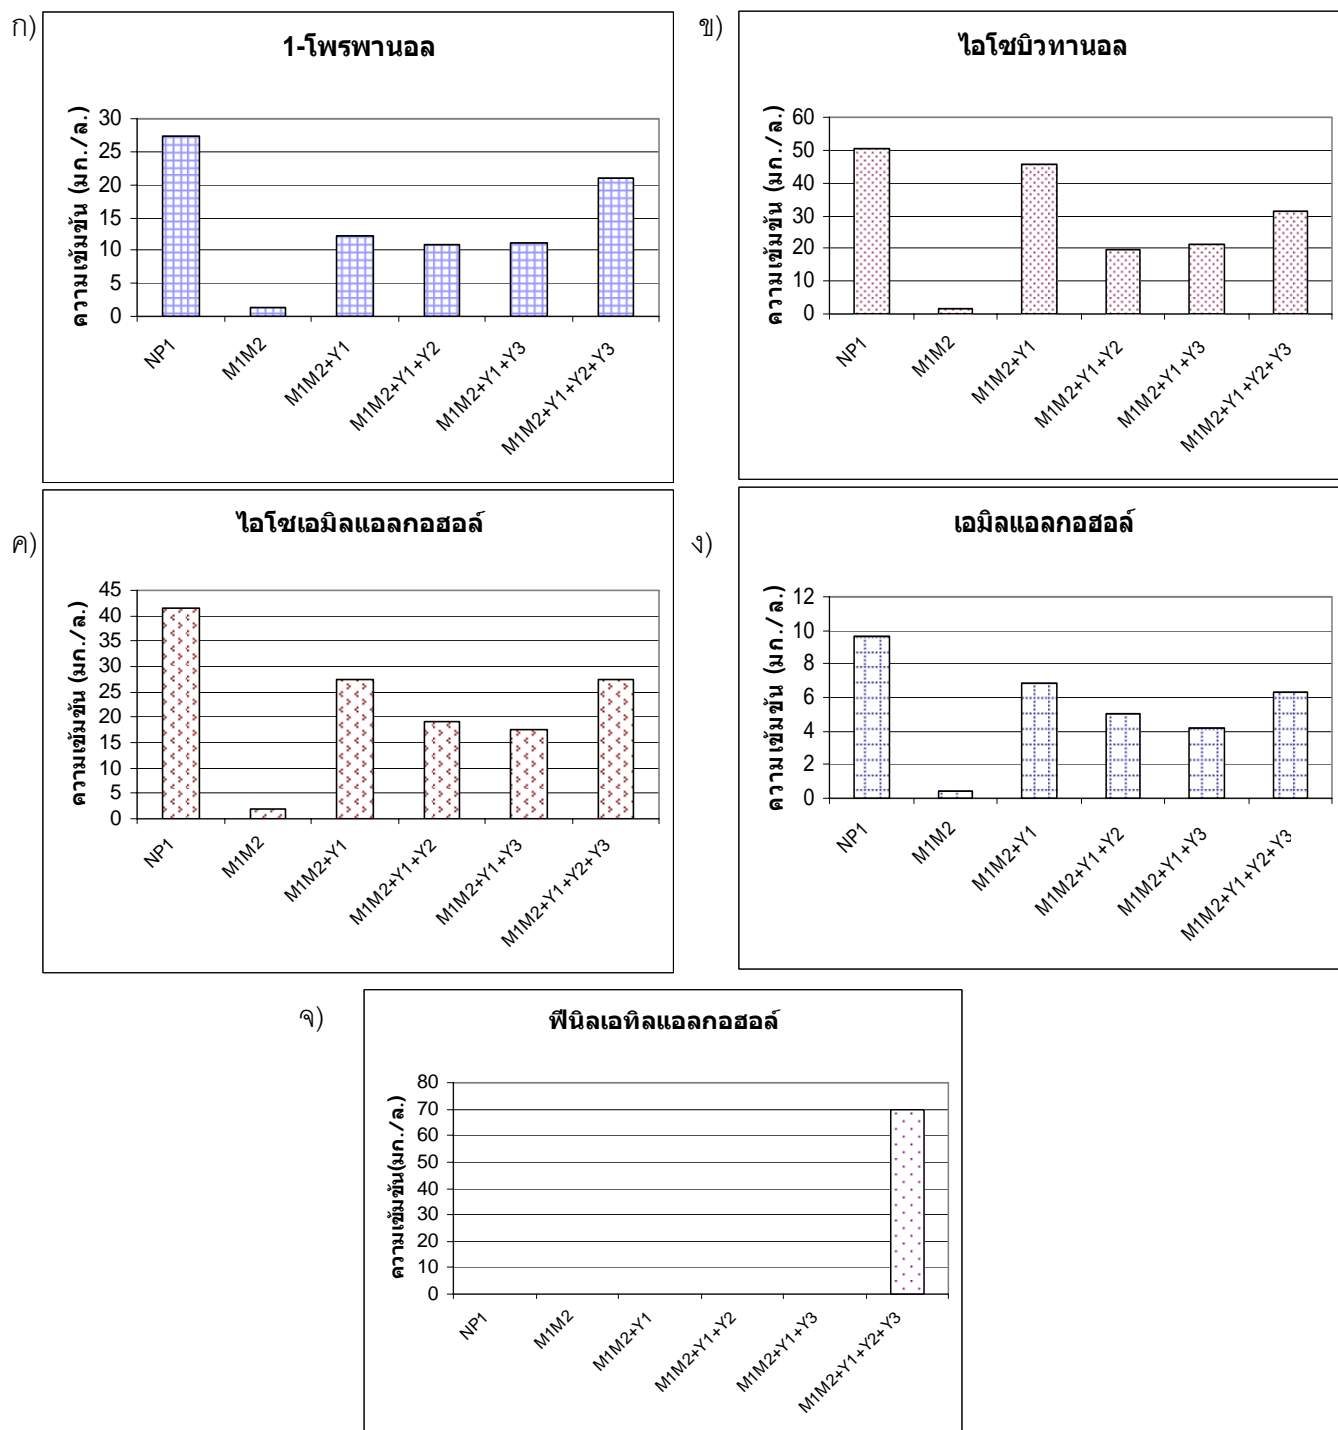 ก)
1-โพรพานอล
ความเข้มข้น (มก./ล.)
30
25
20
15
10
5
0
NP1
M1M2
M1M2+Y1
M1M2+Y1+Y2
M1M2+Y1+Y3
M1M2+Y1+Y2+Y3
ข)
ไอโซบิวทานอล
ความเข้มข้น (มก./ล.)
60
50
40
30
20
10
0
NP1
M1M2
M1M2+Y1
M1M2+Y1+Y2
M1M2+Y1+Y3
M1M2+Y1+Y2+Y3
ค)
ไอโซเอมิลแอลกอฮอล์
ความเข้มข้น (มก./ล.)
45
40
35
30
25
20
15
10
5
0
NP1
M1M2
M1M2+Y1
M1M2+Y1+Y2
M1M2+Y1+Y3
M1M2+Y1+Y2+Y3
ง)
เอมิลแอลกอฮอล์
ความเข้มข้น (มก./ล.)
12
10
8
6
4
2
0
NP1
M1M2
M1M2+Y1
M1M2+Y1+Y2
M1M2+Y1+Y3
M1M2+Y1+Y2+Y3
จ)
ฟีนิลเอทิลแอลกอฮอล์
ความเข้มข้น(มก./ล.)
80
70
60
50
40
30
20
10
0
NP1
M1M2
M1M2+Y1
M1M2+Y1+Y2
M1M2+Y1+Y3
M1M2+Y1+Y2+Y3